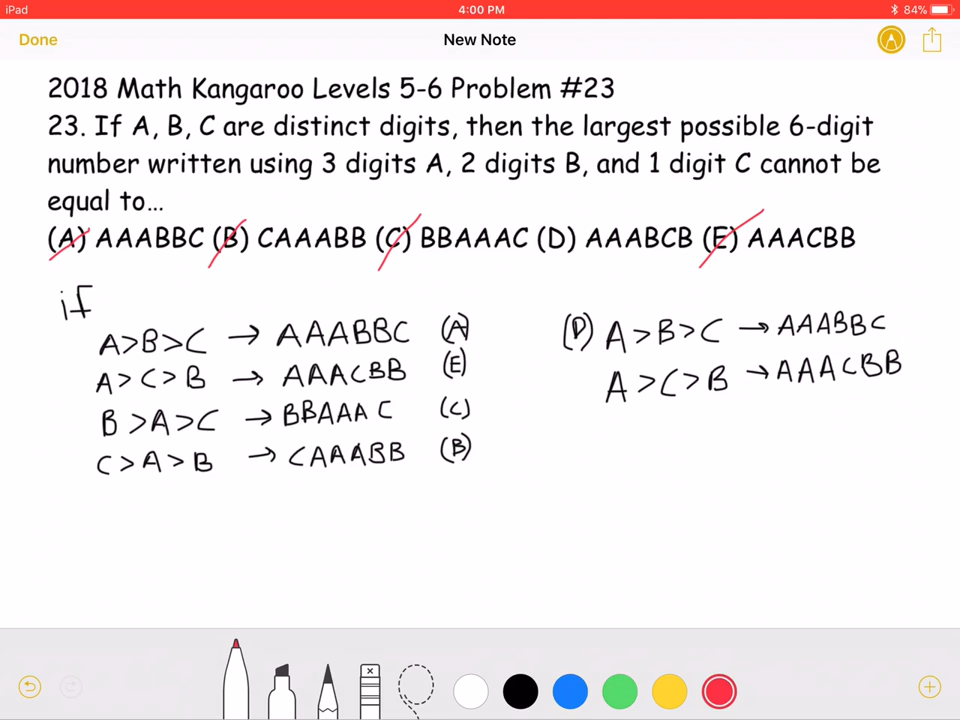 iPad
4:00 PM
84%
Done
New Note
2018 Math Kangaroo Levels 5-6 Problem #23
23. If A, B, C are distinct digits, then the largest possible 6-digit
number written using 3 digits A, 2 digits B, and 1 digit C cannot be
equal to...
(A) AAABBC (B) CAAABB (C) BBAAAC (D) AAABCB (E) AAACBB
if
A>B>C → AAABBC (A)
A>C>B → AAACBB (E)
B>A>C → BBAAAC (C)
C>A>B → CAAABB (B)
(D) A>B>C → AAABBC
A>C>B → AAACBB